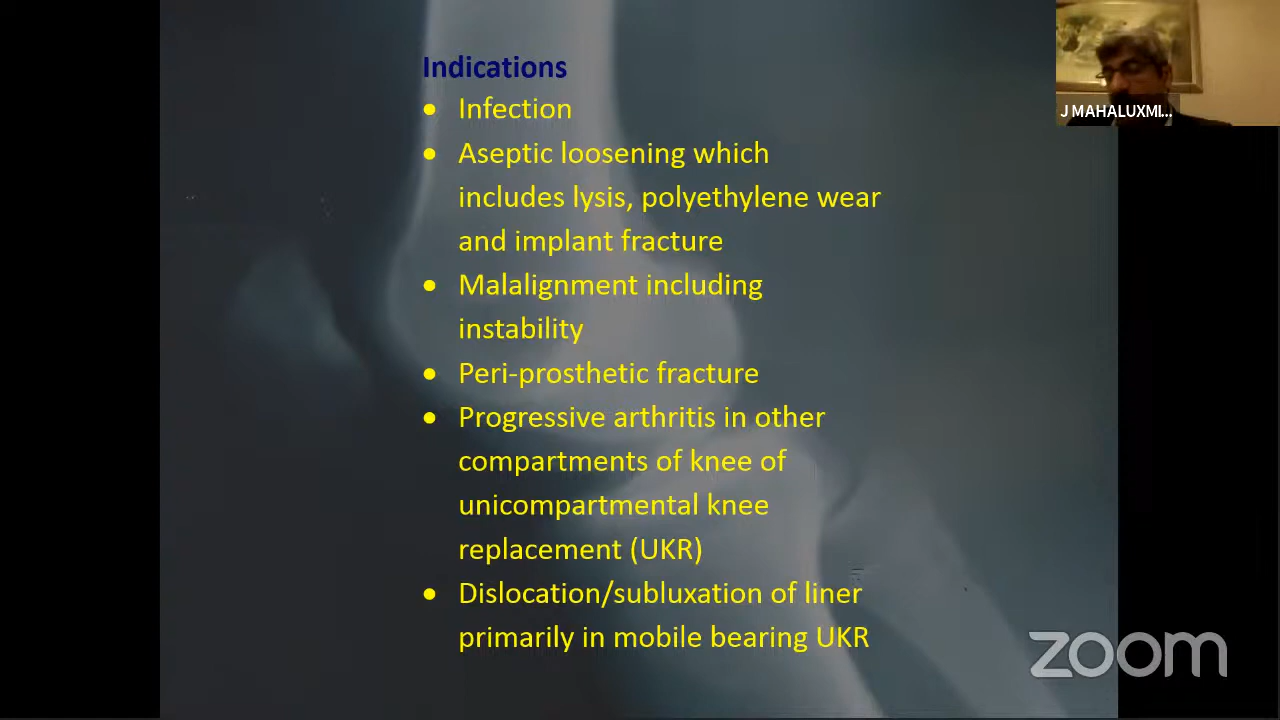 Indications
• Infection
• Aseptic loosening which
includes lysis, polyethylene wear
and implant fracture
• Malalignment including
instability
• Peri-prosthetic fracture
• Progressive arthritis in other
compartments of knee of
unicompartmental knee
replacement (UKR)
• Dislocation/subluxation of liner
primarily in mobile bearing UKR
J MAHALUXMI...
zoom